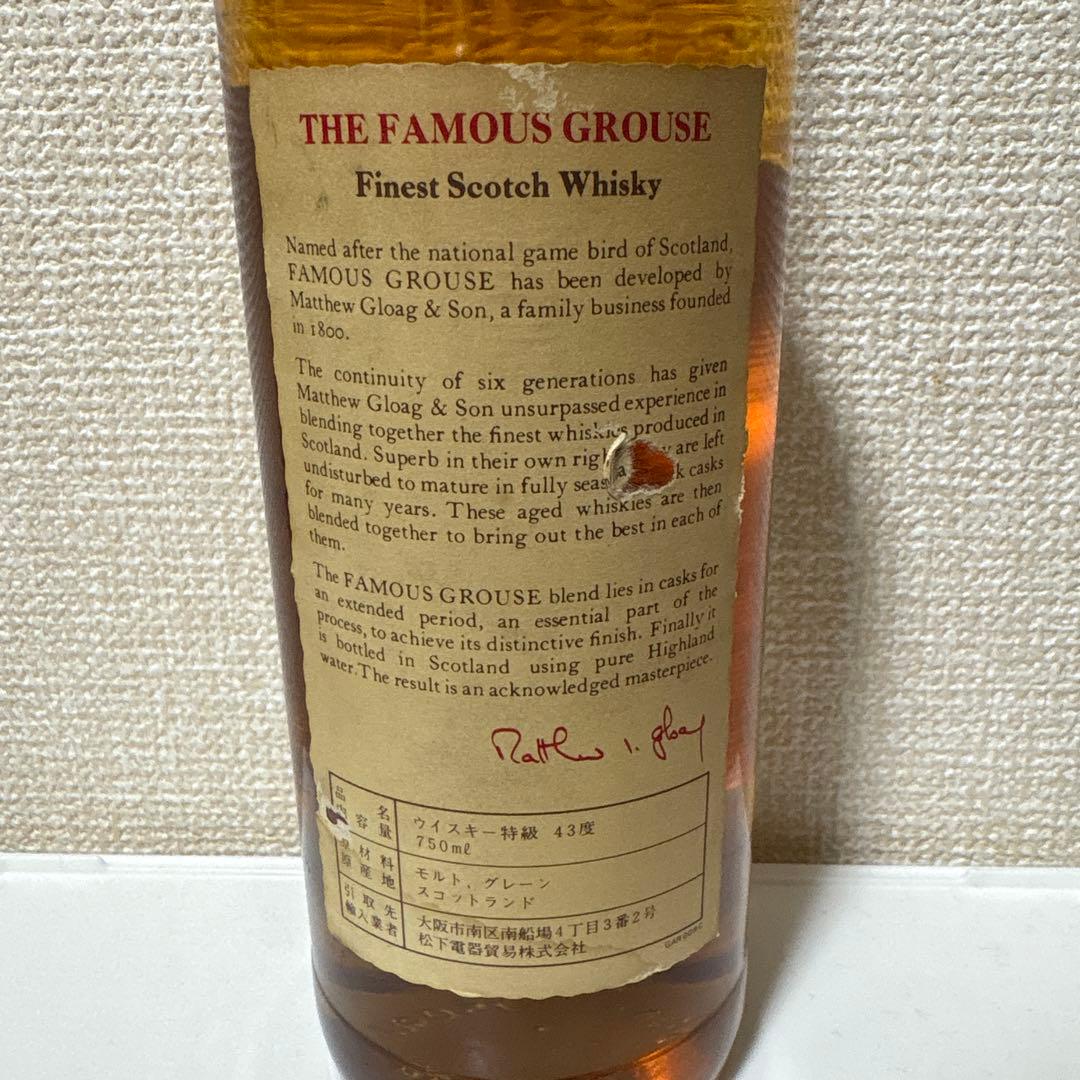 THE FAMOUS GROUSE
Finest Scotch Whisky
Named after the national game bird of Scotland,
FAMOUS GROUSE has been developed by
Matthew Gloag & Son, a family business founded
in 1800.
The continuity of six generations has given
Matthew Gloag & Son unsurpassed experience in
blending together the finest whiskies produced in
Scotland. Superb in their own rig are left
undisturbed to mature in fully seas casks
for many years. These aged whiskies are then
blended together to bring out the best in each of
them.
The FAMOUS GROUSE blend lies in casks for
an extended period, an essential part of the
process, to achieve its distinctive finish. Finally it
is bottled in Scotland using pure Highland
water. The result is an acknowledged masterpiece.
Matthew I. Gloag
品名 ウイスキー特級 43度
内容量 750ml
原材料 モルト、グレーン
原産地 スコットランド
引取先 大阪市南区南船場4丁目3番2号
輸入業者 松下電器貿易株式会社